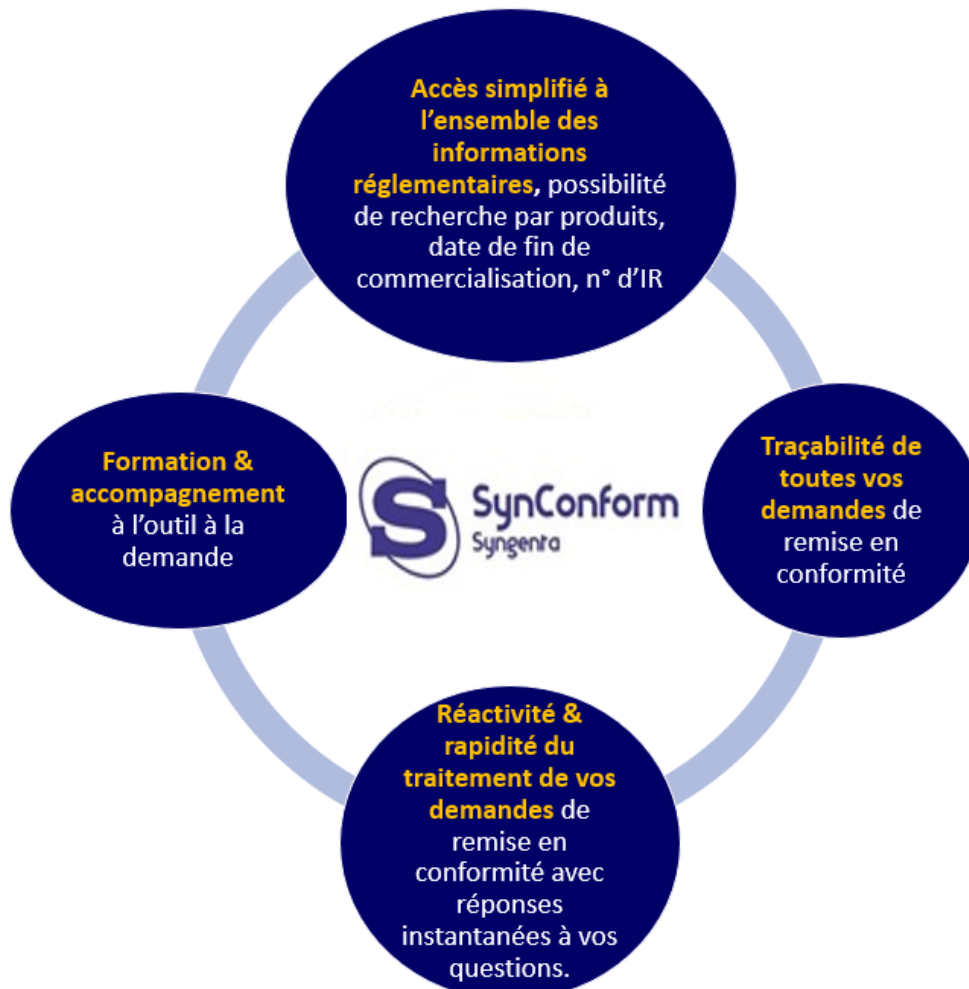 Accès simplifié à
l’ensemble des
informations
réglementaires, possibilité
de recherche par produits,
date de fin de
commercialisation, n° d’IR
Formation &
accompagnement
à l’outil à la
demande
SynConform
Syngenta
Traçabilité de
toutes vos
demandes de
remise en
conformité
Réactivité &
rapidité du
traitement de vos
demandes de
remise en
conformité avec
réponses
instantanées à vos
questions.